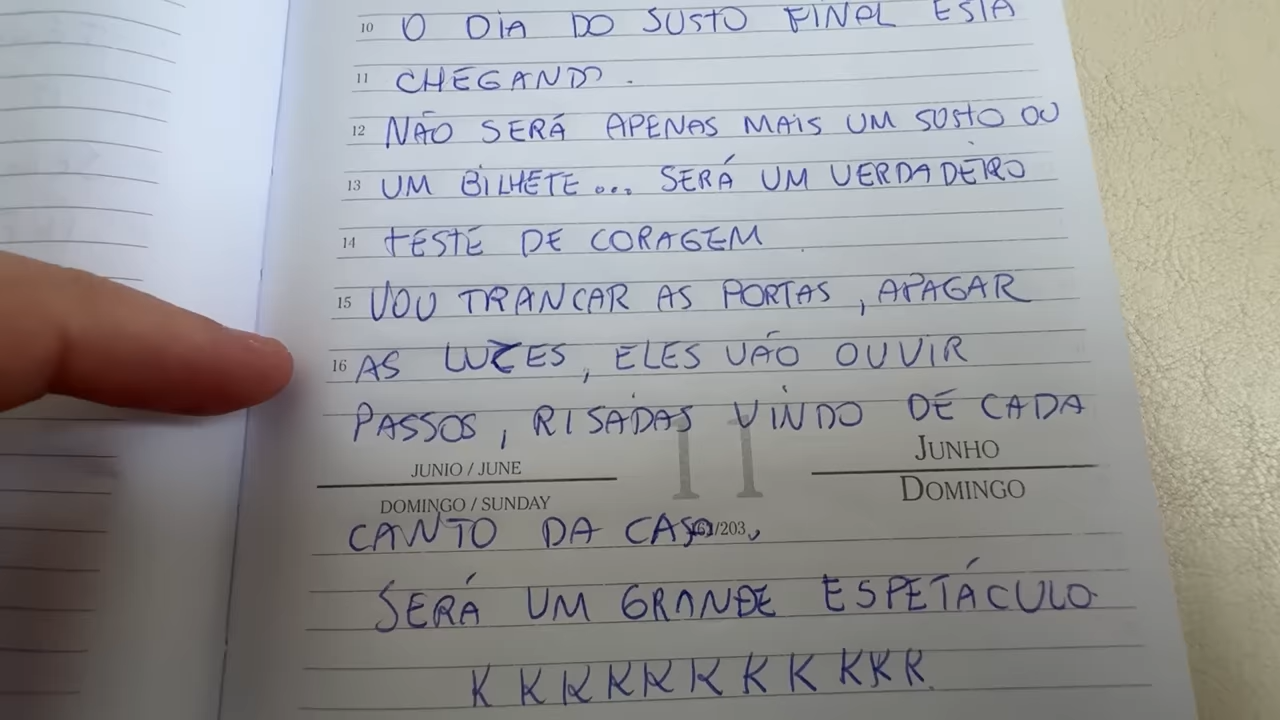 10 O DIA DO SUSTO FINAL ESTA
11 CHEGANDO.
12 NÃO SERÁ APENAS MAIS UM SUSTO OU
13 UM BILHETE... SERÁ UM VERDADEIRO
14 TESTE DE CORAGEM
15 VOU TRANCAR AS PORTAS, APAGAR
16 AS LUZES, ELES VÃO OUVIR
PASSOS, RISADAS VINDO DE CADA
JUNIO / JUNE 11 JUNHO
DOMINGO / SUNDAY DOMINGO
CANTO DA CASA,
/203
SERÁ UM GRANDE ESPETÁCULO
K K K K K K K K K K K